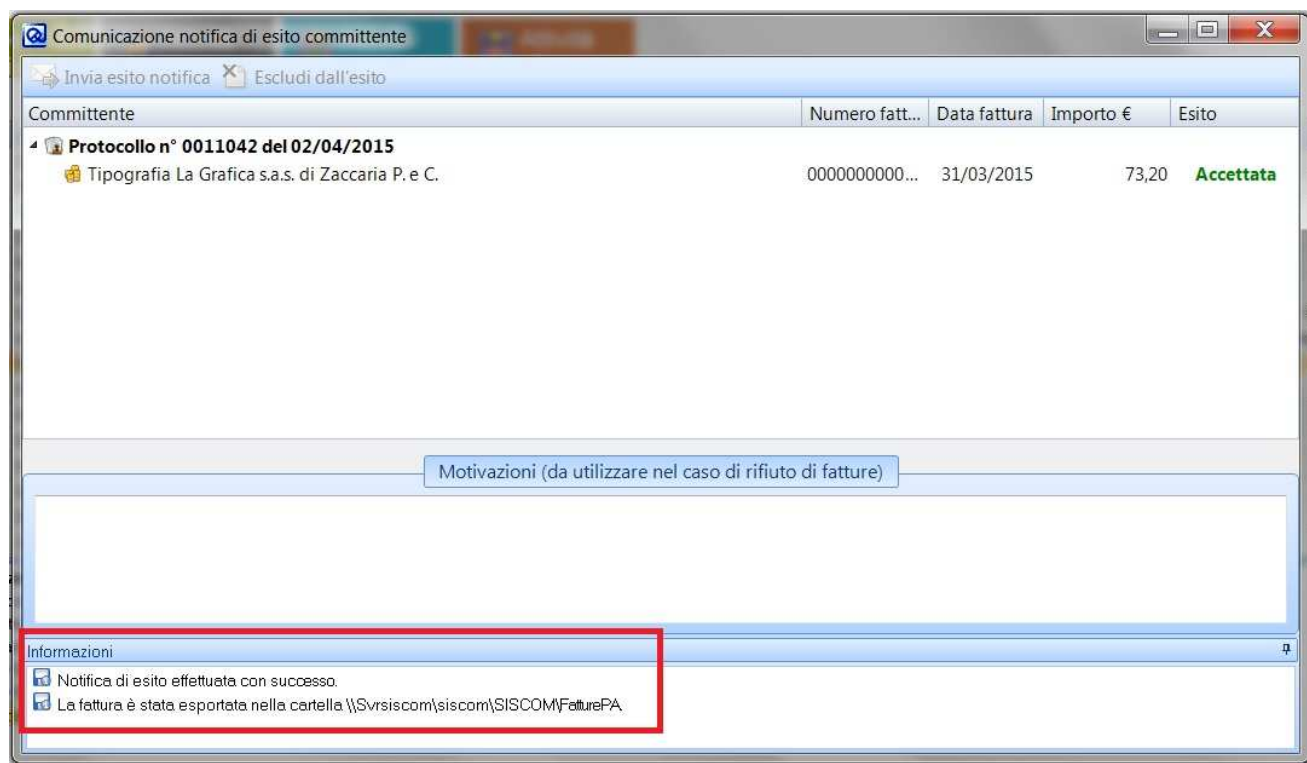 Comunicazione notifica di esito committente
Invia esito notifica Escludi dall'esito
Committente Numero fatt... Data fattura Importo € Esito
Protocollo n° 0011042 del 02/04/2015
Tipografia La Grafica s.a.s. di Zaccaria P. e C. 0000000000... 31/03/2015 73,20 Accettata
Motivazioni (da utilizzare nel caso di rifiuto di fatture)
Informazioni
Notifica di esito effettuata con successo.
La fattura è stata esportata nella cartella \\Svrsiscom\siscom\SISCOM\FatturePA.